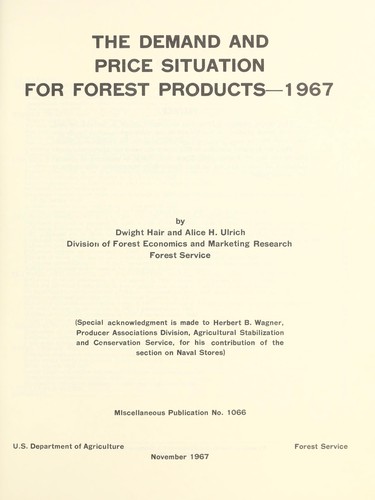 THE DEMAND AND
PRICE SITUATION
FOR FOREST PRODUCTS—1967
by
Dwight Hair and Alice H. Ulrich
Division of Forest Economics and Marketing Research
Forest Service
(Special acknowledgment is made to Herbert B. Wagner,
Producer Associations Division, Agricultural Stabilization
and Conservation Service, for his contribution of the
section on Naval Stores)
Miscellaneous Publication No. 1066
U.S. Department of Agriculture
Forest Service
November 1967